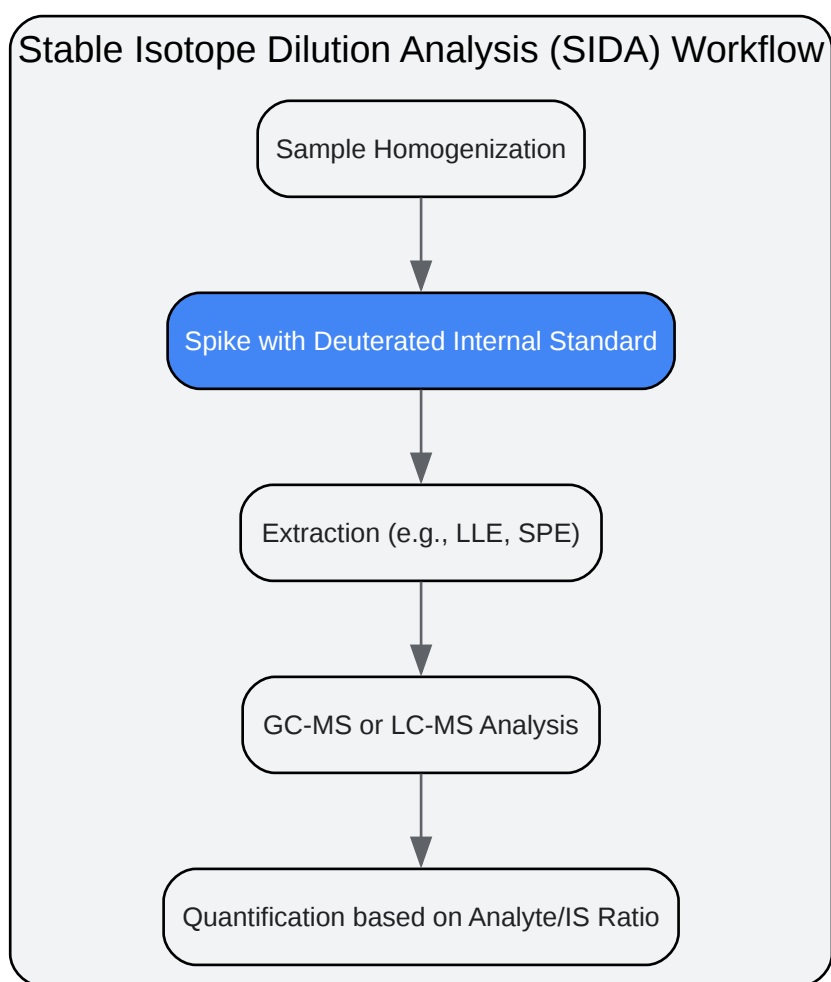 Stable Isotope Dilution Analysis (SIDA) Workflow
Sample Homogenization
Spike with Deuterated Internal Standard
Extraction (e.g., LLE, SPE)
GC-MS or LC-MS Analysis
Quantification based on Analyte/IS Ratio